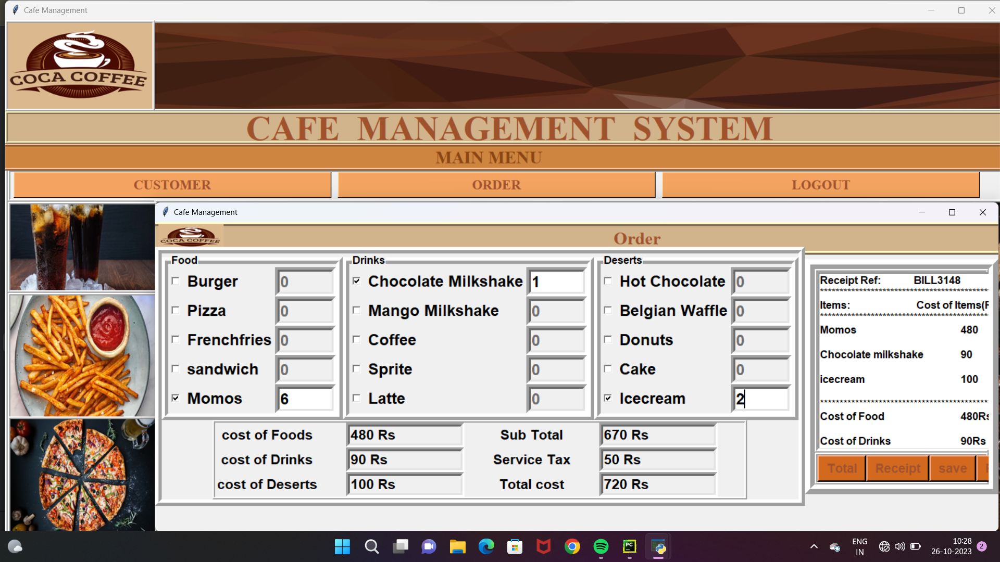 Cafe Management
COCA COFFEE
CAFE MANAGEMENT SYSTEM
MAIN MENU
CUSTOMER
ORDER
LOGOUT
Cafe Management
COCA COFFEE
Order
Food
Burger 0
Pizza 0
Frenchfries 0
sandwich 0
Momos 6
Drinks
Chocolate Milkshake 1
Mango Milkshake 0
Coffee 0
Sprite 0
Latte 0
Deserts
Hot Chocolate 0
Belgian Waffle 0
Donuts 0
Cake 0
Icecream 2
cost of Foods 480 Rs
cost of Drinks 90 Rs
cost of Deserts 100 Rs
Sub Total 670 Rs
Service Tax 50 Rs
Total cost 720 Rs
Receipt Ref: BILL3148
Items: Cost of Items(
Momos 480
Chocolate milkshake 90
icecream 100
Cost of Food 480Rs
Cost of Drinks 90Rs
Total
Receipt
save
PC
ENG
IN
10:28
26-10-2023
2